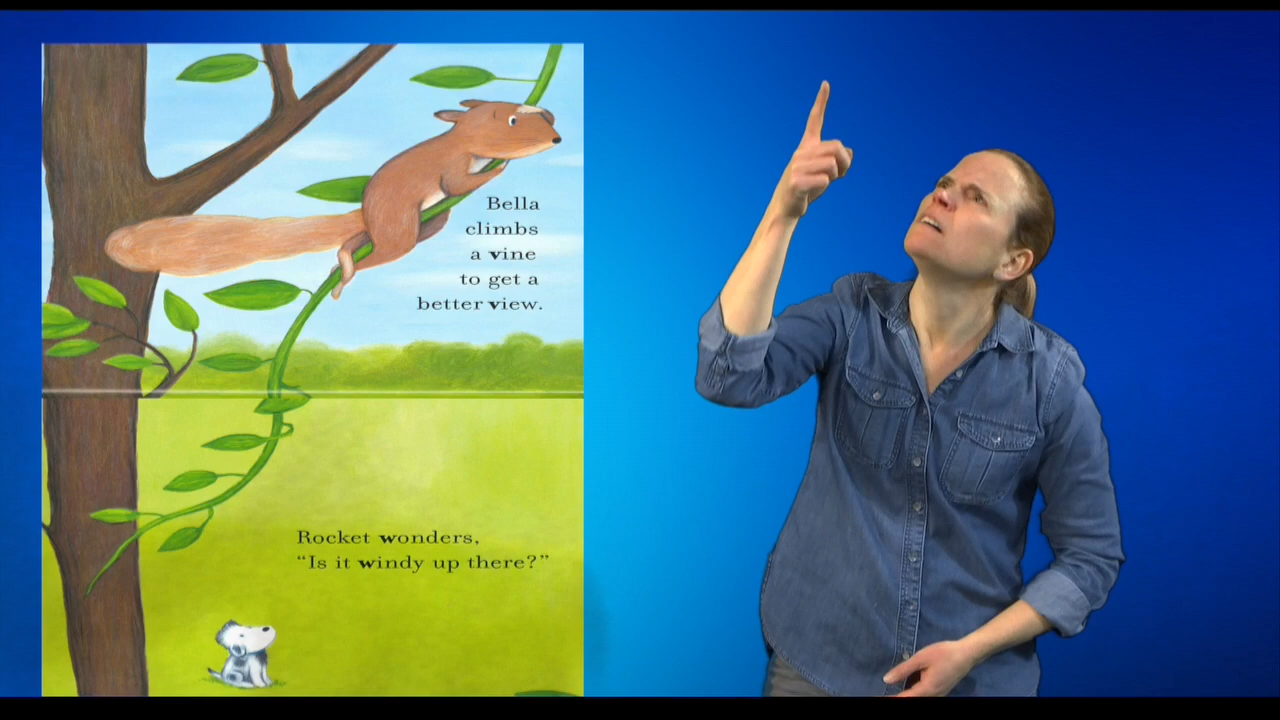 Bella
climbs
a vine
to get a
better view.
Rocket wonders,
“Is it windy up there?”